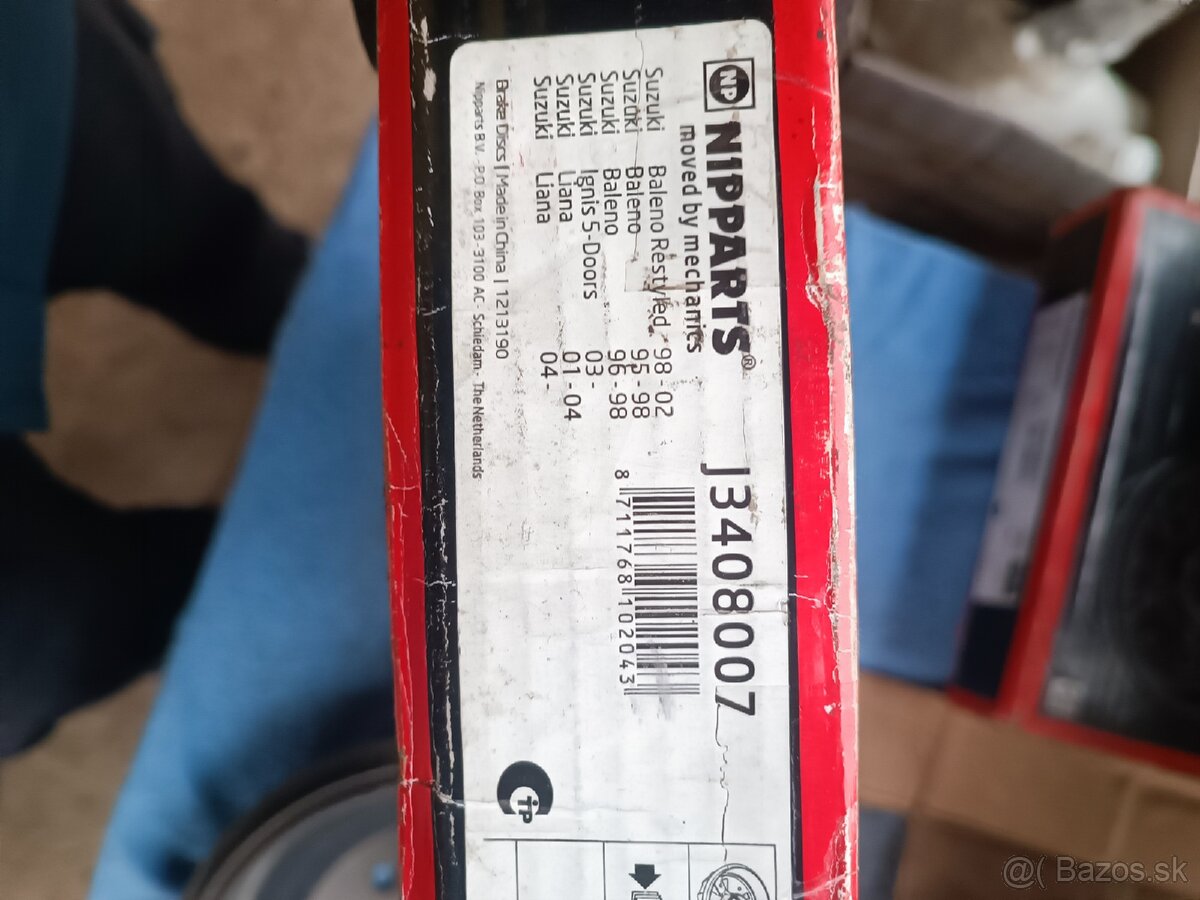 NP NIPPARTS®
moved by mechanics
J3408007
Suzuki Baleno Restyled 98 - 02
Suzuki Baleno 95 - 98
Suzuki Baleno 96 - 98
Suzuki Ignis 5-Doors 03 -
Suzuki Liana 01 - 04
Suzuki Liana 04 -
8 711768 102043
Brake Discs | Made in China | 1213190
Nipparts B.V. - P.O Box 103 - 3100 AC - Schiedam - The Netherlands
@( Bazos.sk